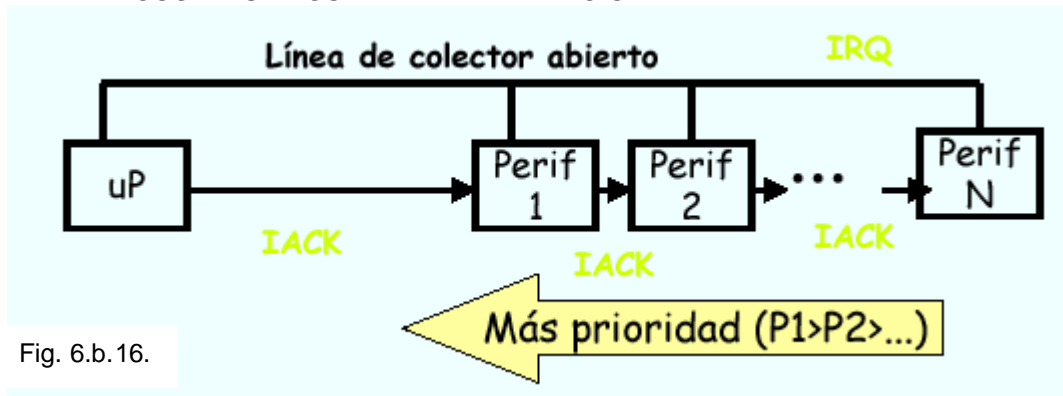 Línea de colector abierto
IRQ
uP
Perif
1
Perif
2
...
Perif
N
IACK
IACK
IACK
Más prioridad (P1>P2>...)
Fig. 6.b.16.